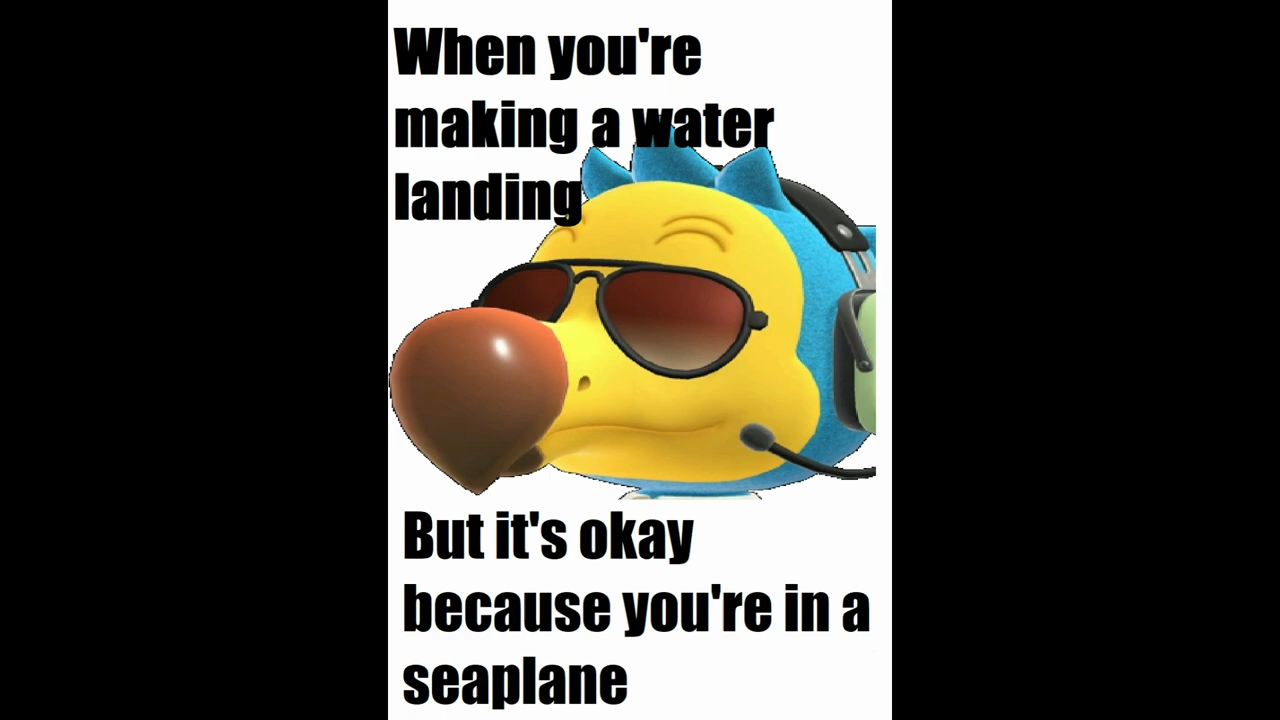 When you're
making a water
landing
But it's okay
because you're in a
seaplane